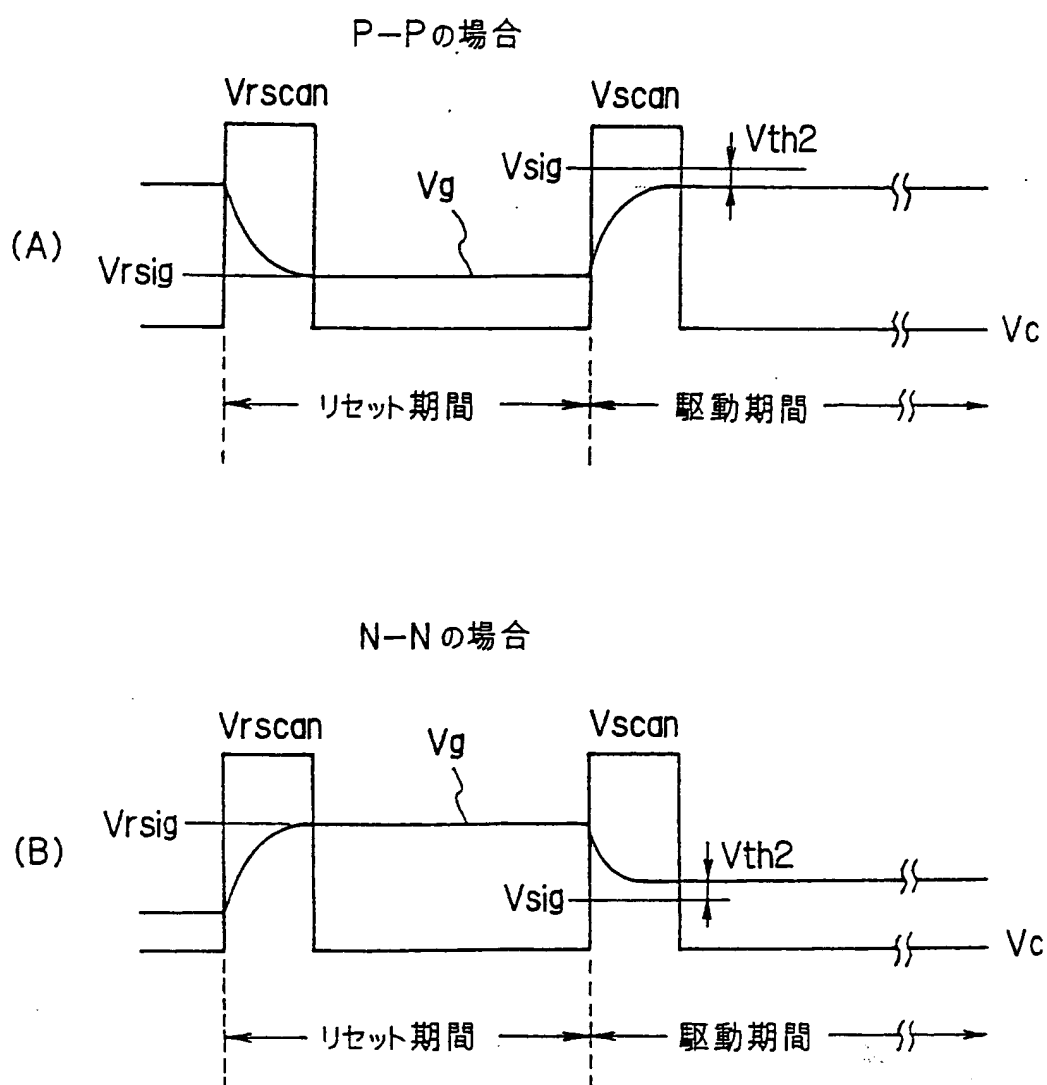 P-Pの場合
Vrscan
Vscan
Vth2
Vsig
Vg
(A)
Vrsig
Vc
リセット期間
駆動期間
N-Nの場合
Vrscan
Vscan
Vg
Vrsig
(B)
Vth2
Vsig
Vc
リセット期間
駆動期間